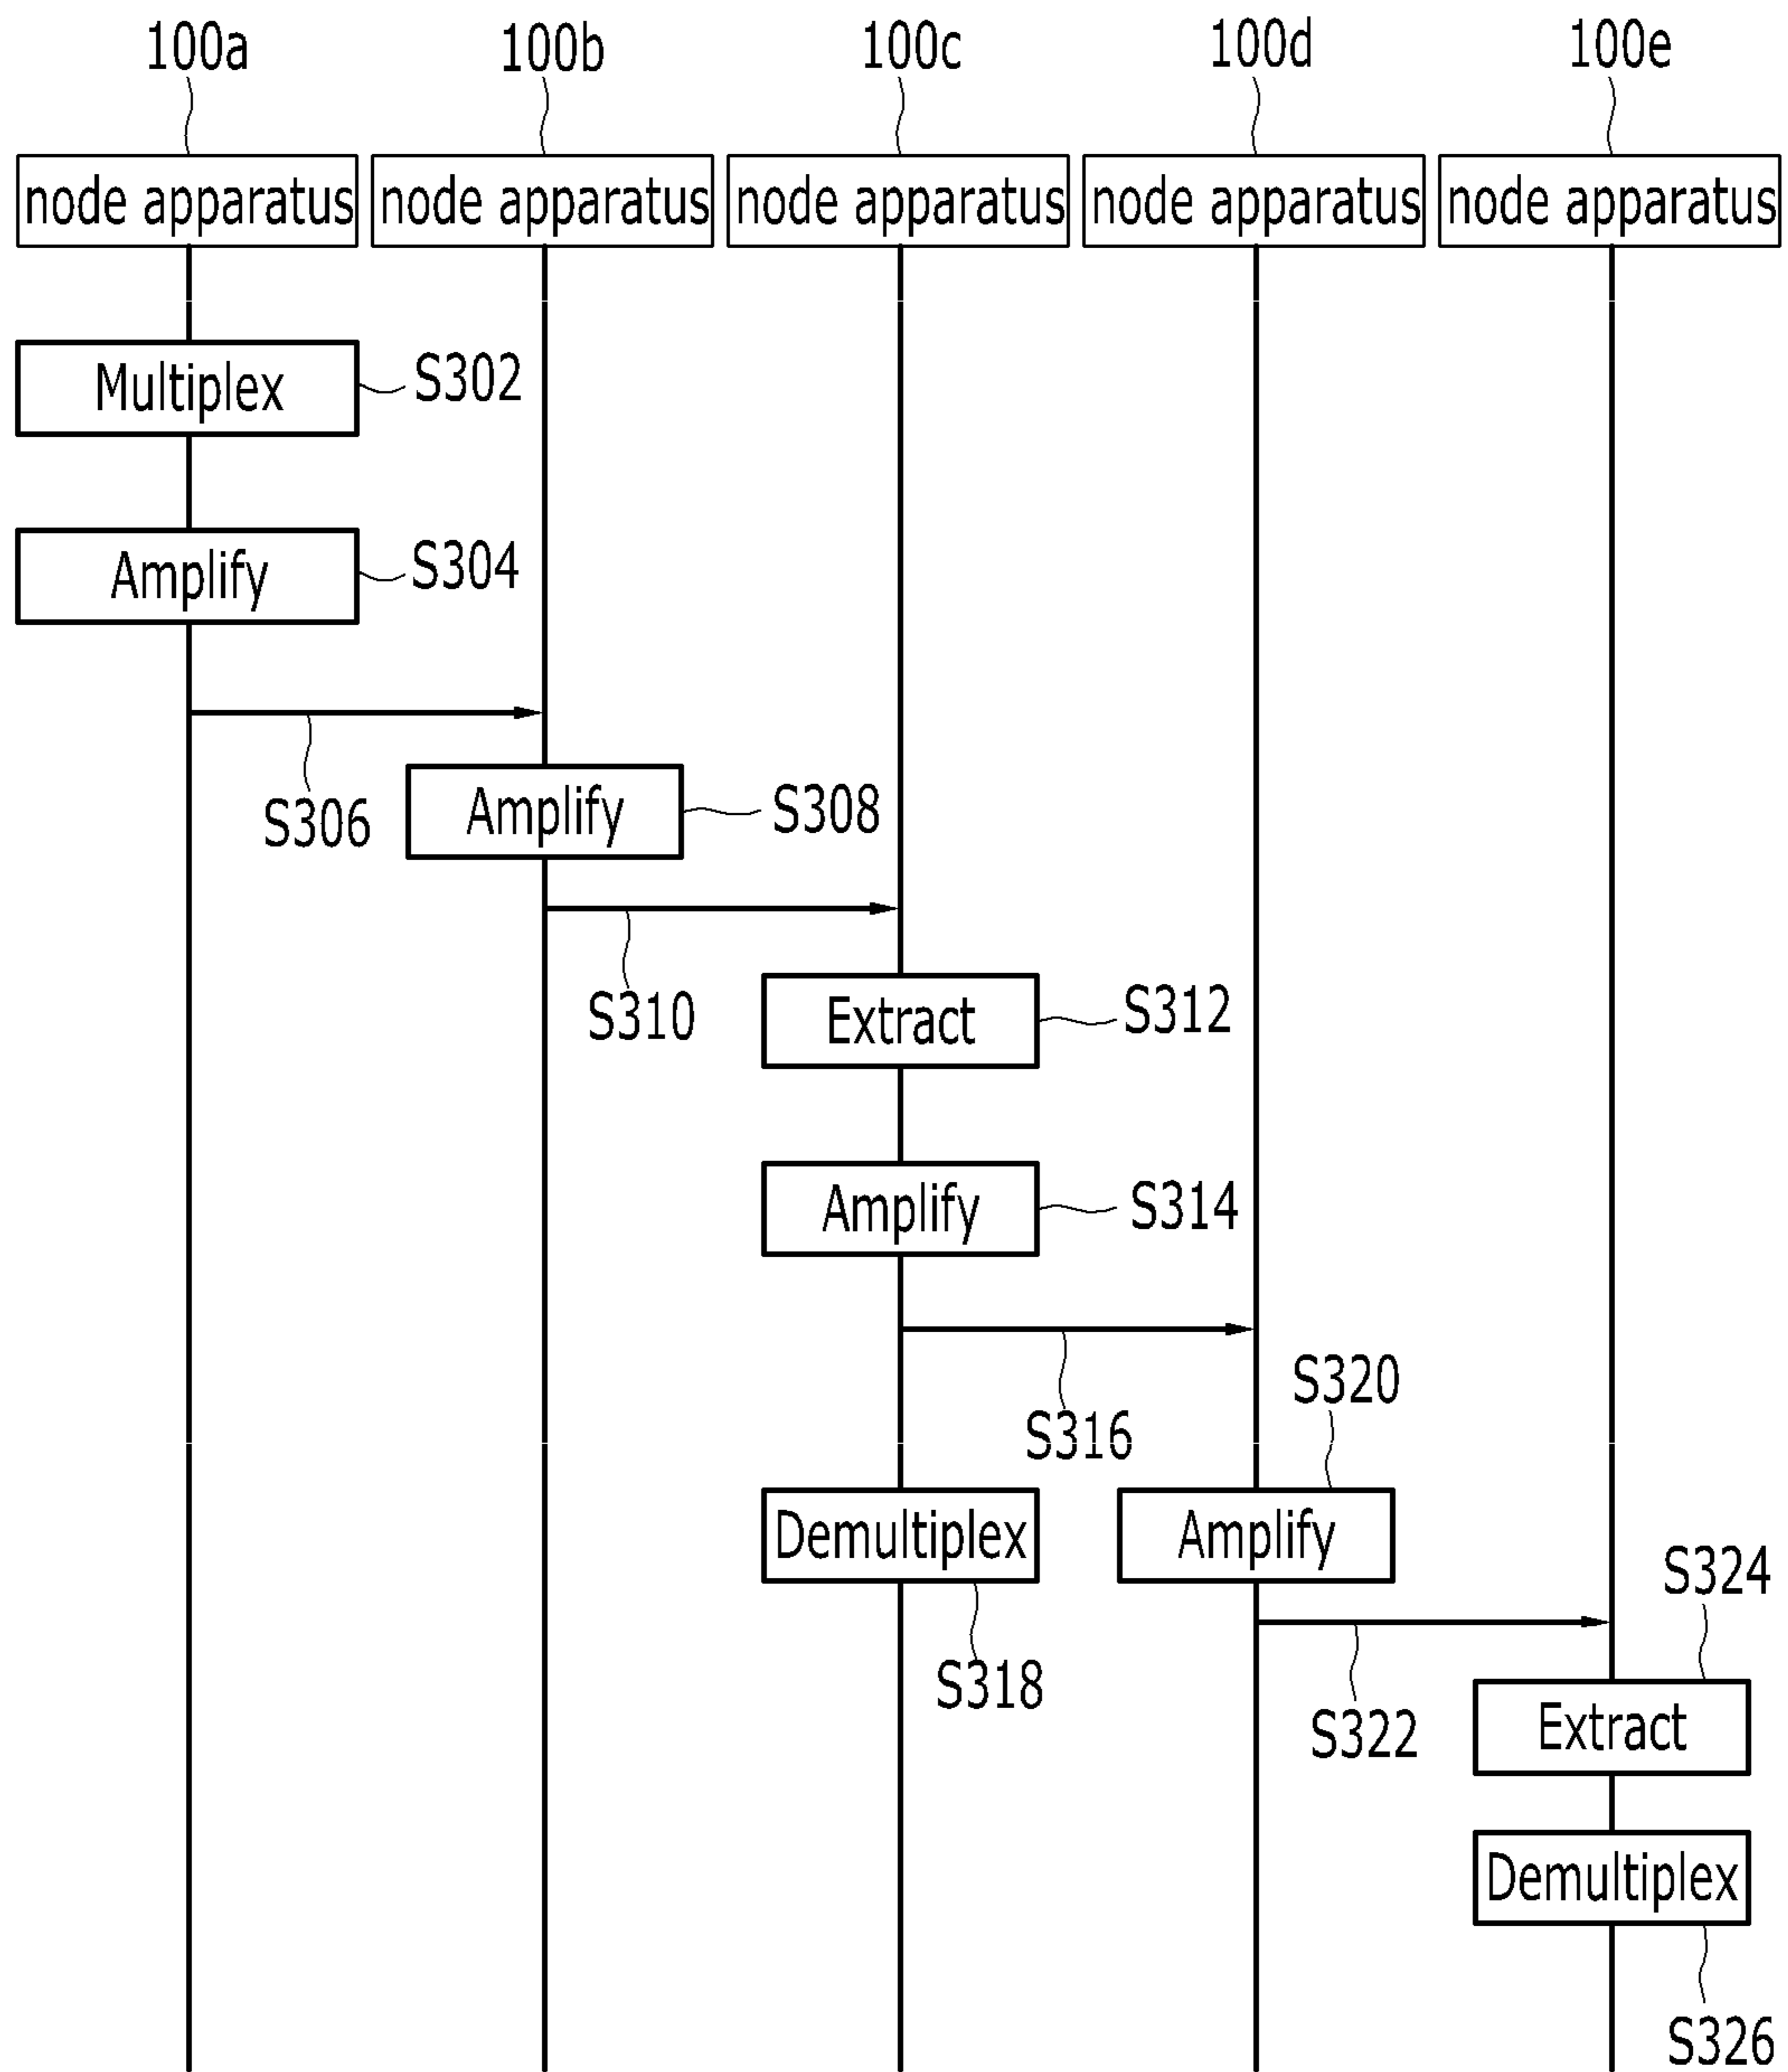 100a 100b 100c 100d 100e
node apparatus node apparatus node apparatus node apparatus node apparatus
Multiplex S302
Amplify S304
S306
Amplify S308
S310
Extract S312
Amplify S314
S316
S320
Demultiplex Amplify
S318
S322
S324
Extract
Demultiplex
S326